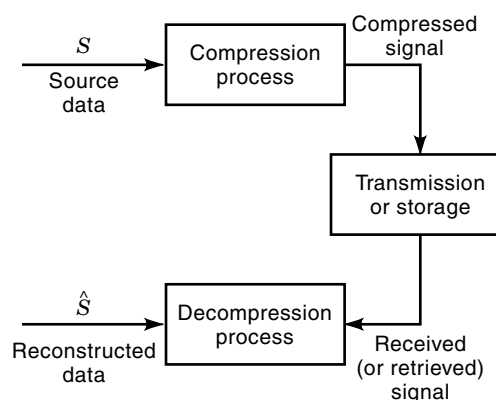 S
Source
data
Compression
process
Compressed
signal
Transmission
or storage
Ŝ
Reconstructed
data
Decompression
process
Received
(or retrieved)
signal